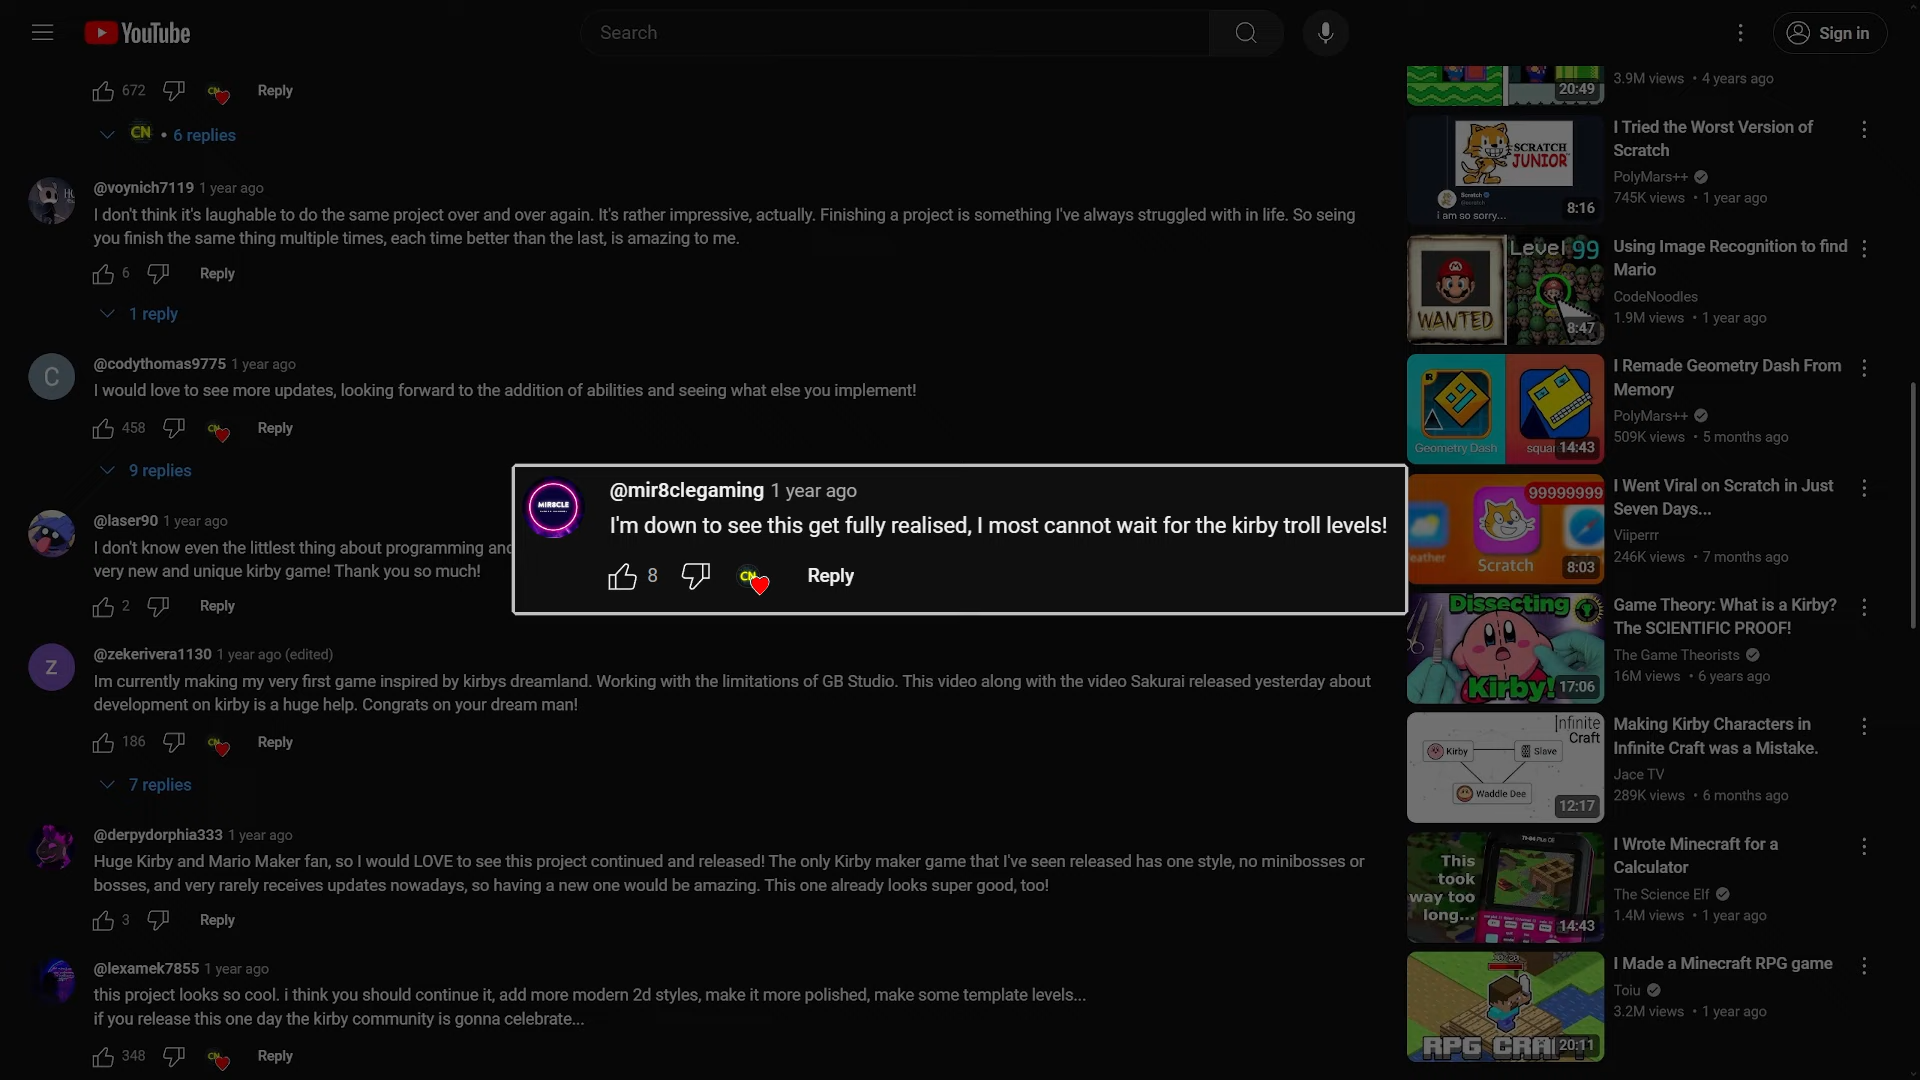 YouTube
Search
Sign in
672
Reply
CN • 6 replies
@voynich7119 1 year ago
I don't think it's laughable to do the same project over and over again. It's rather impressive, actually. Finishing a project is something I've always struggled with in life. So seing
you finish the same thing multiple times, each time better than the last, is amazing to me.
6
Reply
1 reply
C
@codythomas9775 1 year ago
I would love to see more updates, looking forward to the addition of abilities and seeing what else you implement!
458
Reply
9 replies
@laser90 1 year ago
I don't know even the littlest thing about programming and
very new and unique kirby game! Thank you so much!
2
Reply
MIR8CLE
@mir8clegaming 1 year ago
I'm down to see this get fully realised, I most cannot wait for the kirby troll levels!
8
CN
Reply
Z
@zekerivera1130 1 year ago (edited)
Im currently making my very first game inspired by kirbys dreamland. Working with the limitations of GB Studio. This video along with the video Sakurai released yesterday about
development on kirby is a huge help. Congrats on your dream man!
186
Reply
7 replies
@derpydorphia333 1 year ago
Huge Kirby and Mario Maker fan, so I would LOVE to see this project continued and released! The only Kirby maker game that I've seen released has one style, no minibosses or
bosses, and very rarely receives updates nowadays, so having a new one would be amazing. This one already looks super good, too!
3
Reply
@lexamek7855 1 year ago
this project looks so cool. i think you should continue it, add more modern 2d styles, make it more polished, make some template levels...
if you release this one day the kirby community is gonna celebrate...
348
Reply
20:49
3.9M views • 4 years ago
SCRATCH
JUNIOR
Scratch
i am so sorry...
8:16
I Tried the Worst Version of
Scratch
PolyMars++
745K views • 1 year ago
Level 99
WANTED
8:47
Using Image Recognition to find
Mario
CodeNoodles
1.9M views • 1 year ago
Geometry Dash
squar
14:43
I Remade Geometry Dash From
Memory
PolyMars++
509K views • 5 months ago
99999999
eather
Scratch
8:03
I Went Viral on Scratch in Just
Seven Days...
Viiperrr
246K views • 7 months ago
Dissecting
Kirby!
17:06
Game Theory: What is a Kirby?
The SCIENTIFIC PROOF!
The Game Theorists
16M views • 6 years ago
Infinite
Craft
Kirby
Slave
Waddle Dee
12:17
Making Kirby Characters in
Infinite Craft was a Mistake.
Jace TV
289K views • 6 months ago
This
took
way too
long...
14:43
I Wrote Minecraft for a
Calculator
The Science Elf
1.4M views • 1 year ago
RPG CRAF
20:11
I Made a Minecraft RPG game
Toiu
3.2M views • 1 year ago